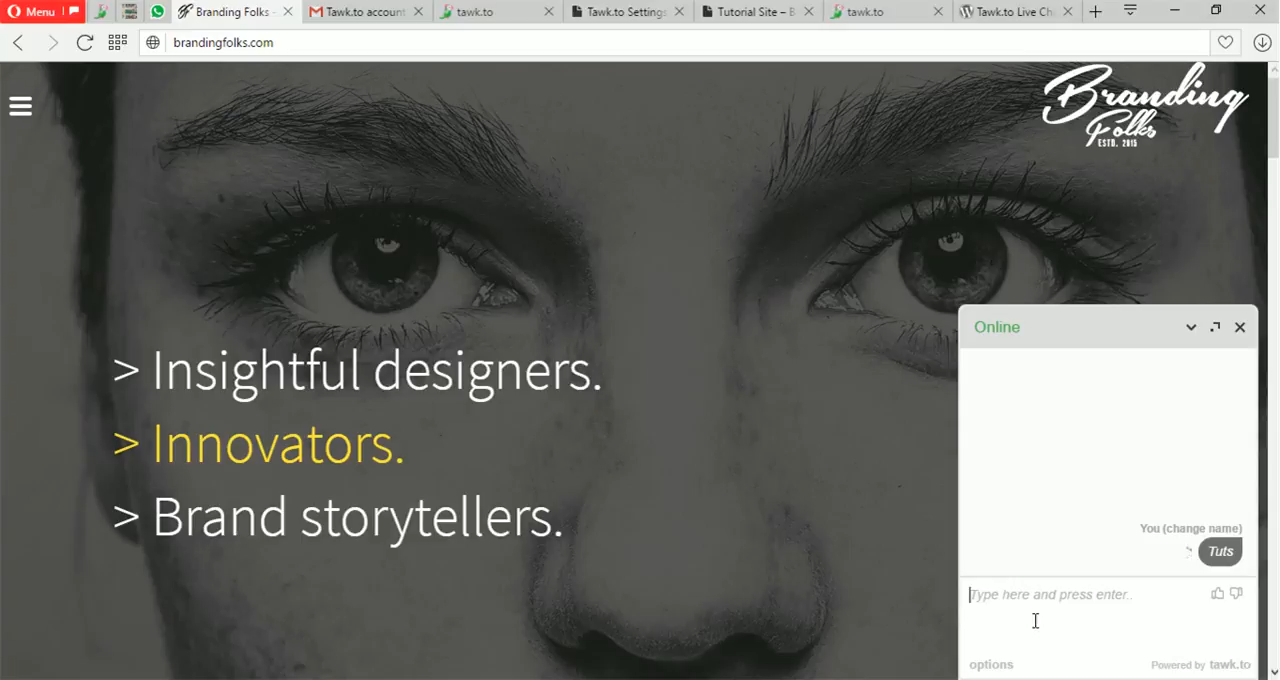 Menu
Branding Folks -
Gmail Tawk.to account
tawk.to
Tawk.to Settings
Tutorial Site – B
tawk.to
Tawk.to Live Ch
brandingfolks.com
Branding
Folks
ESTD. 2015
> Insightful designers.
> Innovators.
> Brand storytellers.
Online
You (change name)
Tuts
Type here and press enter..
options
Powered by tawk.to